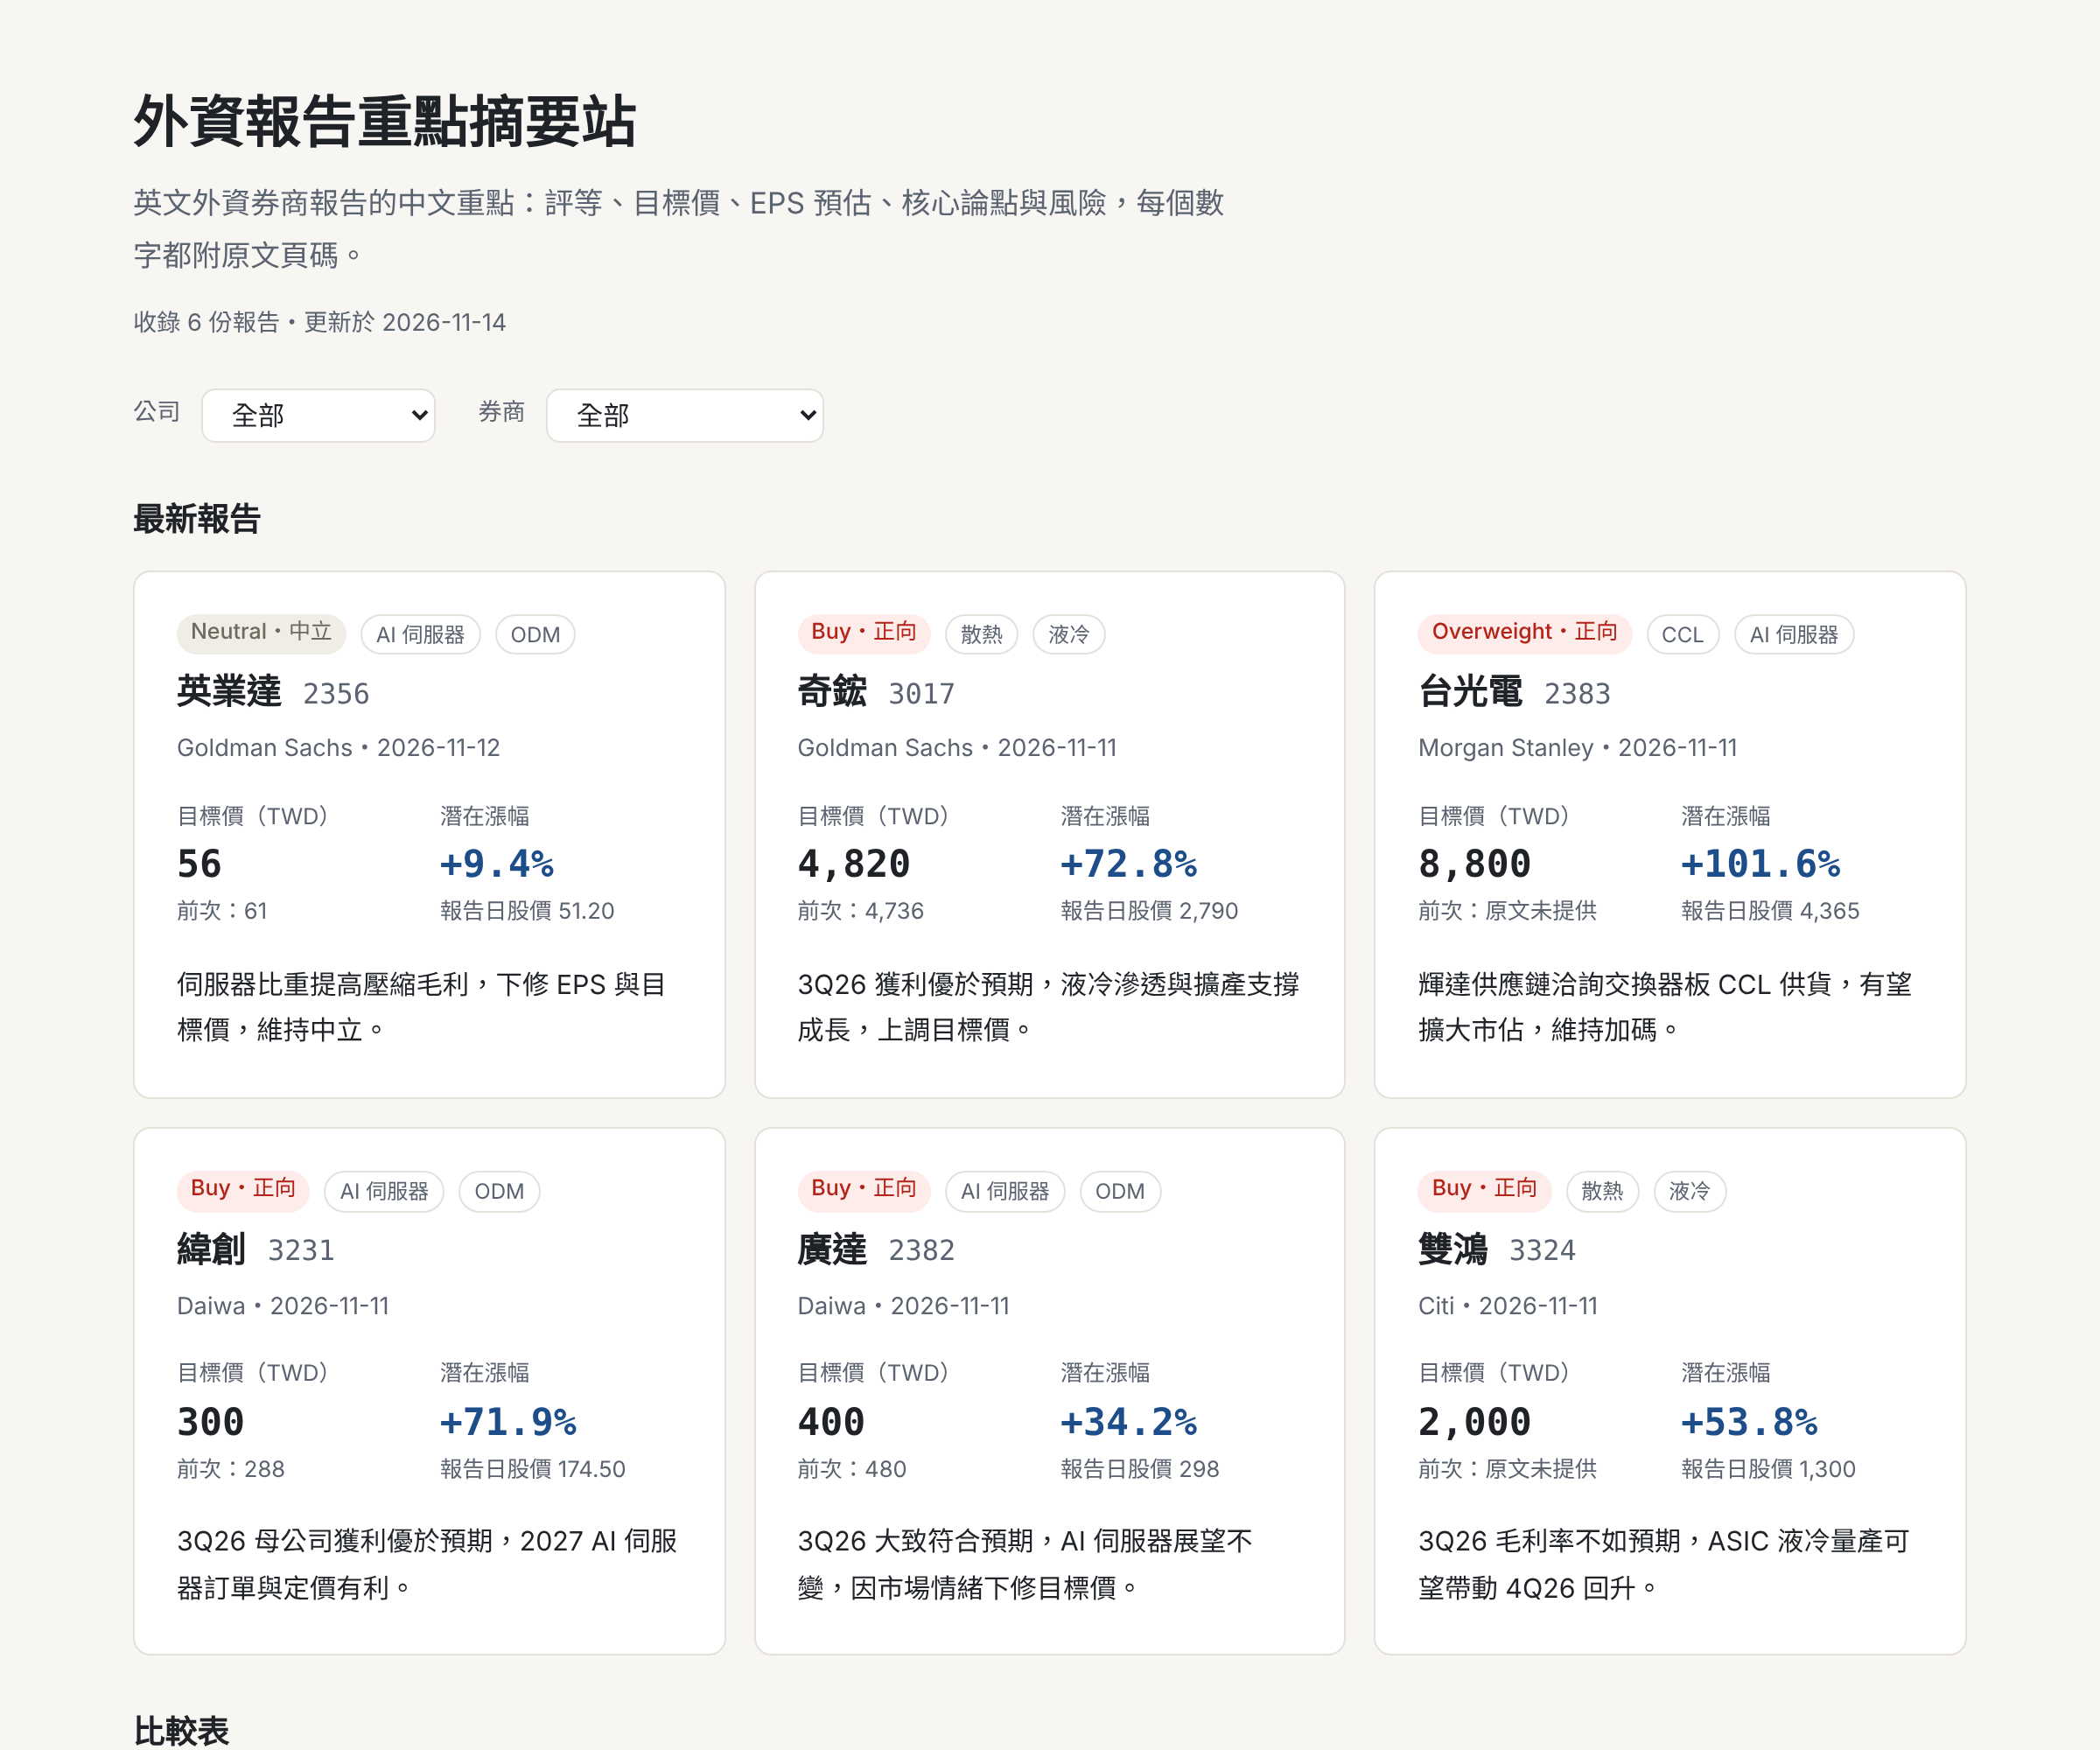 外資報告重點摘要站
英文外資券商報告的中文重點：評等、目標價、EPS 預估、核心論點與風險，每個數
字都附原文頁碼。
收錄 6 份報告・更新於 2026-11-14
公司 全部 券商 全部
最新報告
Neutral・中立 AI 伺服器 ODM
英業達 2356
Goldman Sachs・2026-11-12
目標價（TWD） 潛在漲幅
56 +9.4%
前次：61 報告日股價 51.20
伺服器比重提高壓縮毛利，下修 EPS 與目
標價，維持中立。
Buy・正向 散熱 液冷
奇鋐 3017
Goldman Sachs・2026-11-11
目標價（TWD） 潛在漲幅
4,820 +72.8%
前次：4,736 報告日股價 2,790
3Q26 獲利優於預期，液冷滲透與擴產支撐
成長，上調目標價。
Overweight・正向 CCL AI 伺服器
台光電 2383
Morgan Stanley・2026-11-11
目標價（TWD） 潛在漲幅
8,800 +101.6%
前次：原文未提供 報告日股價 4,365
輝達供應鏈洽詢交換器板 CCL 供貨，有望
擴大市佔，維持加碼。
Buy・正向 AI 伺服器 ODM
緯創 3231
Daiwa・2026-11-11
目標價（TWD） 潛在漲幅
300 +71.9%
前次：288 報告日股價 174.50
3Q26 母公司獲利優於預期，2027 AI 伺服
器訂單與定價有利。
Buy・正向 AI 伺服器 ODM
廣達 2382
Daiwa・2026-11-11
目標價（TWD） 潛在漲幅
400 +34.2%
前次：480 報告日股價 298
3Q26 大致符合預期，AI 伺服器展望不
變，因市場情緒下修目標價。
Buy・正向 散熱 液冷
雙鴻 3324
Citi・2026-11-11
目標價（TWD） 潛在漲幅
2,000 +53.8%
前次：原文未提供 報告日股價 1,300
3Q26 毛利率不如預期，ASIC 液冷量產可
望帶動 4Q26 回升。
比較表